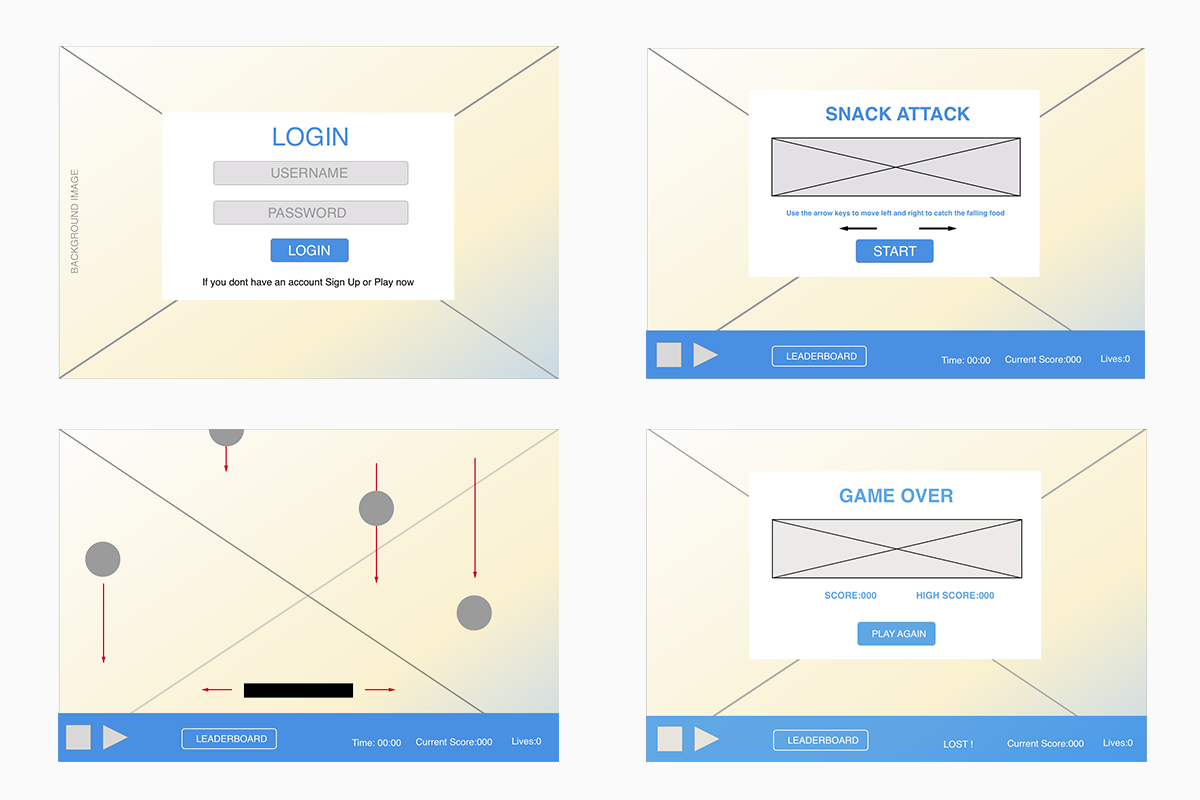 BACKGROUND IMAGE
LOGIN
USERNAME
PASSWORD
LOGIN
If you dont have an account Sign Up or Play now
SNACK ATTACK
Use the arrow keys to move left and right to catch the falling food
START
LEADERBOARD Time: 00:00 Current Score:000 Lives:0
LEADERBOARD Time: 00:00 Current Score:000 Lives:0
GAME OVER
SCORE:000 HIGH SCORE:000
PLAY AGAIN
LEADERBOARD LOST ! Current Score:000 Lives:0